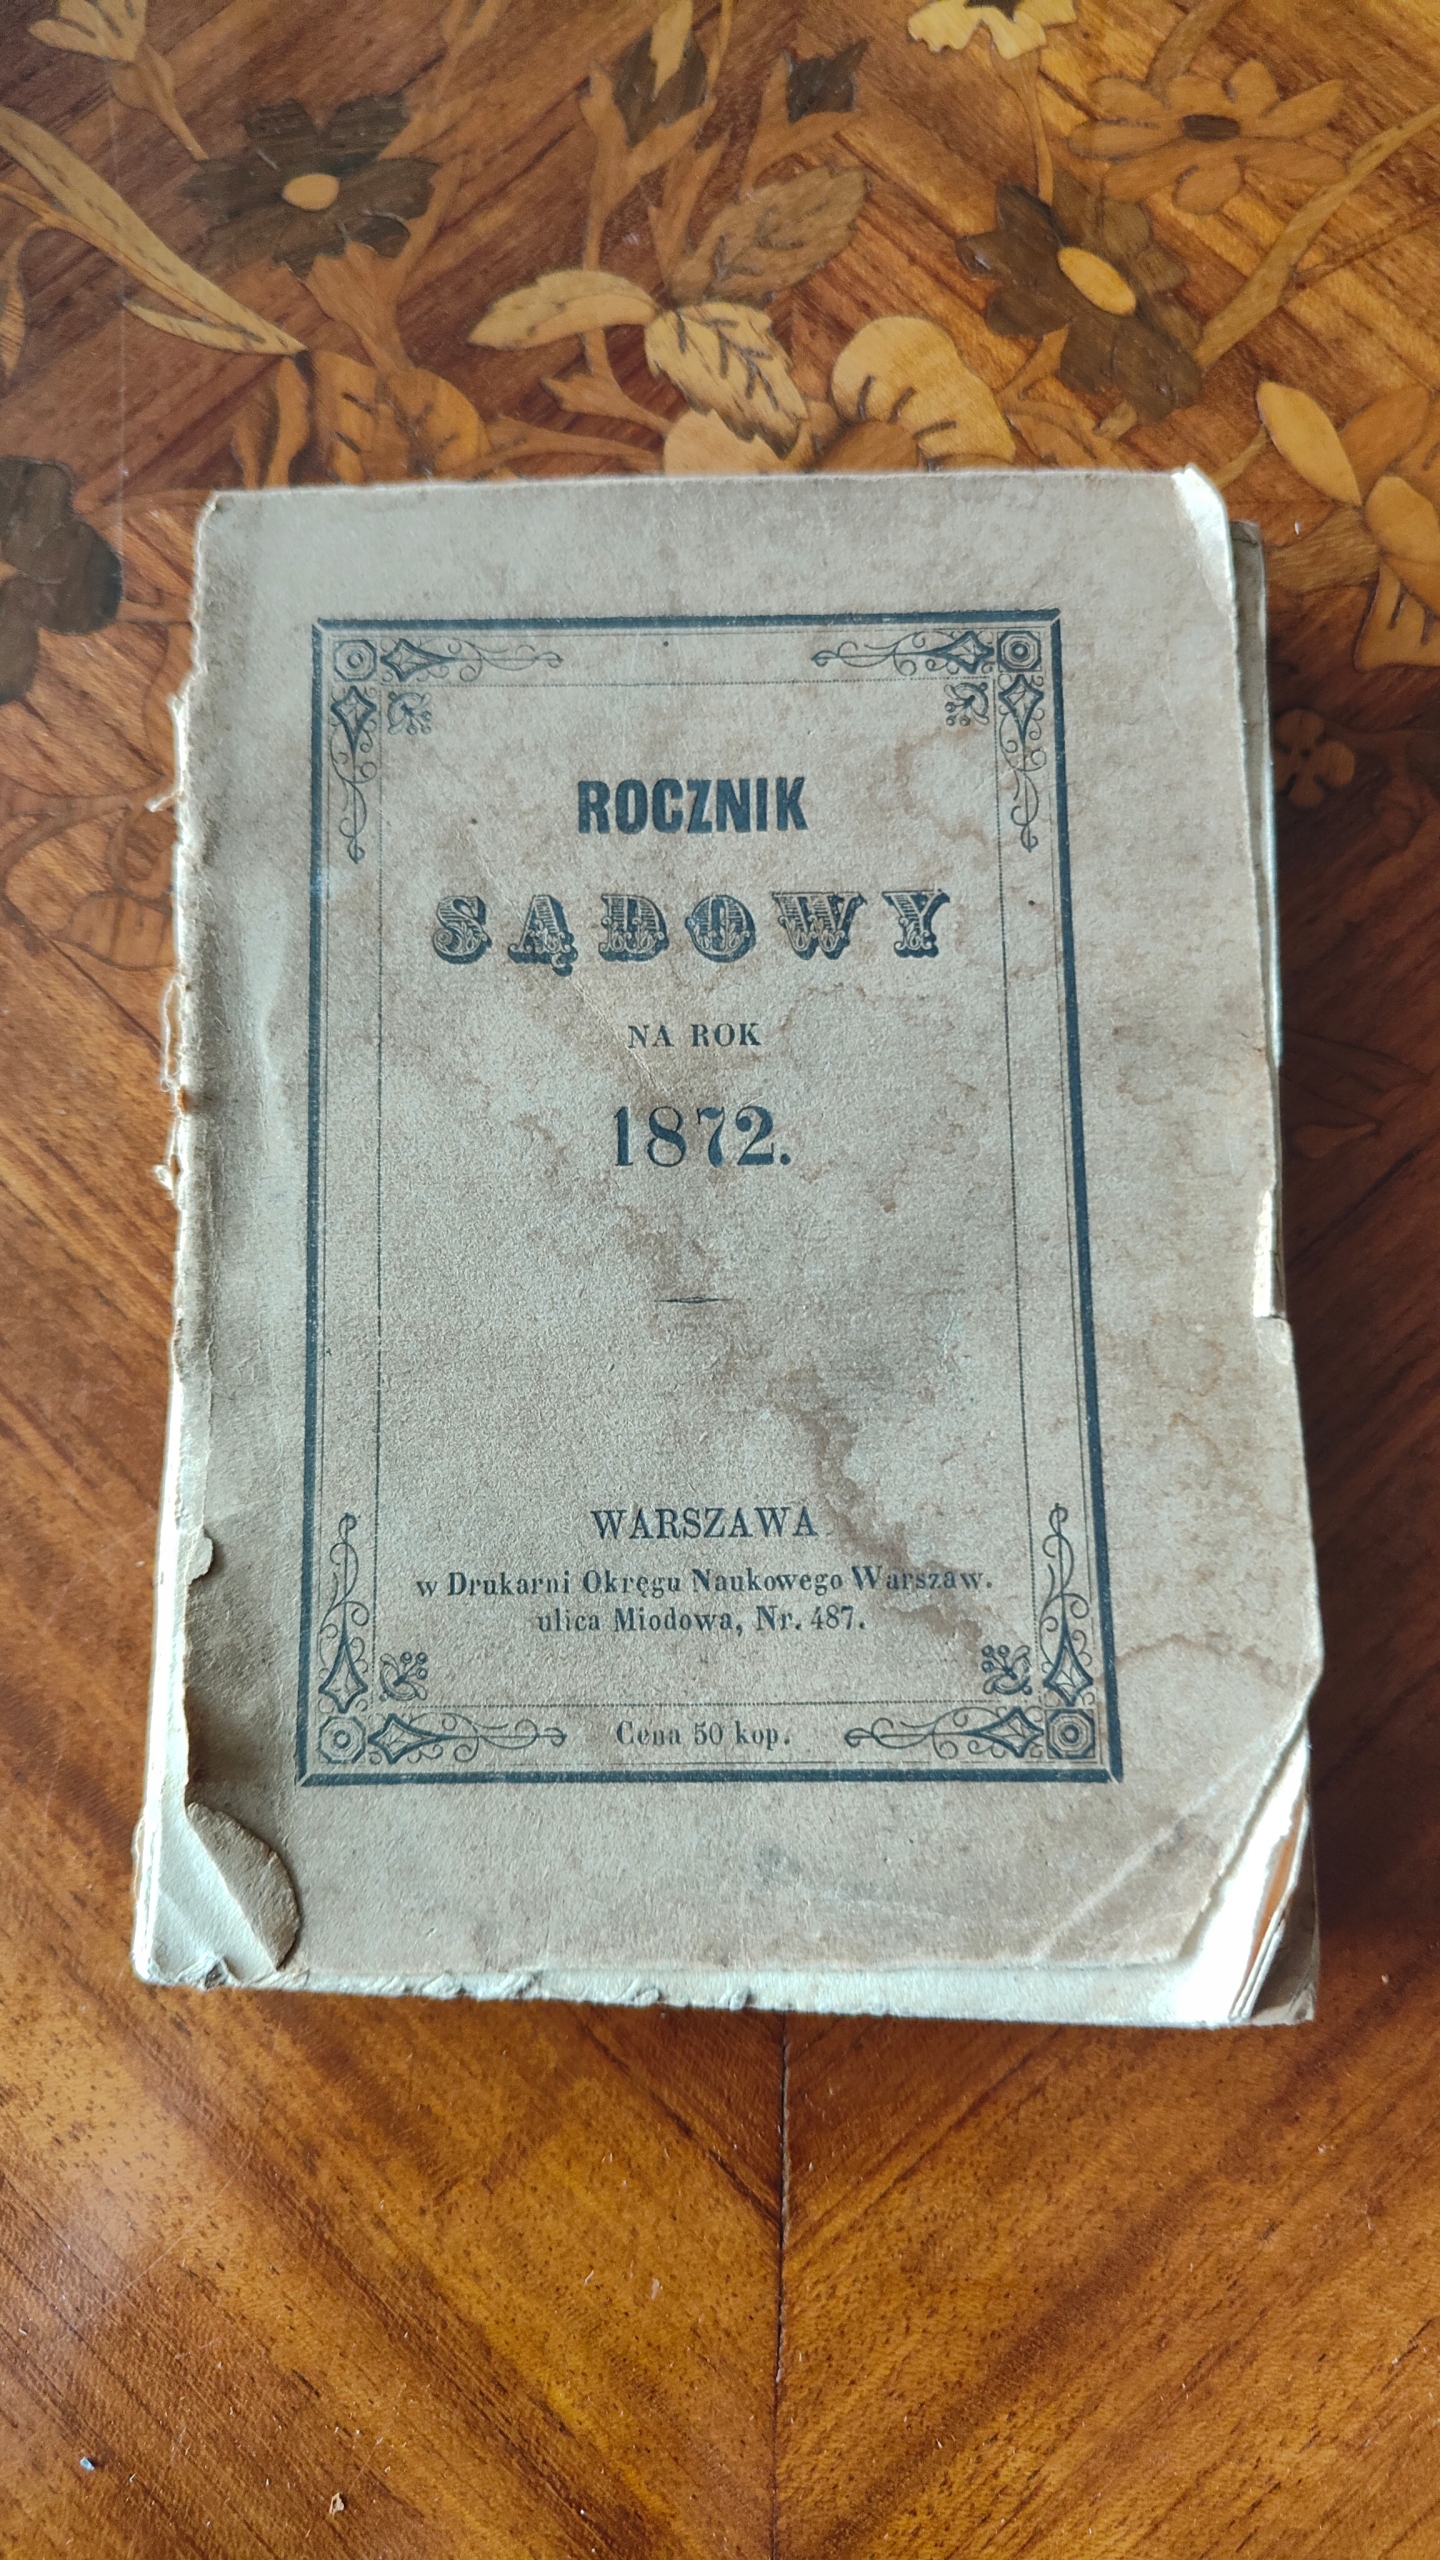 ROCZNIK
SĄDOWY
NA ROK
1872.
WARSZAWA
w Drukarni Okręgu Naukowego Warszaw.
ulica Miodowa, Nr. 487.
Cena 50 kop.